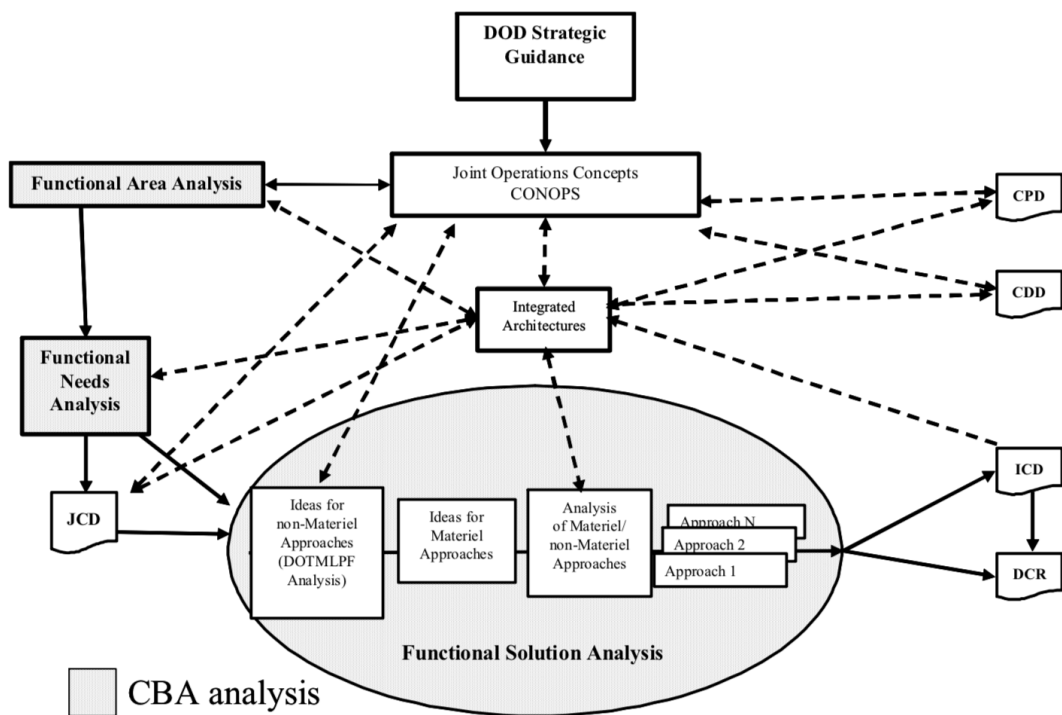 DOD Strategic
Guidance
Functional Area Analysis
Joint Operations Concepts
CONOPS
CPD
CDD
Integrated
Architectures
Functional
Needs
Analysis
JCD
Ideas for
non-Materiel
Approaches
(DOTMLPF
Analysis)
Ideas for
Materiel
Approaches
Analysis
of Materiel/
non-Materiel
Approaches
Approach N
Approach 2
Approach 1
ICD
DCR
Functional Solution Analysis
CBA analysis